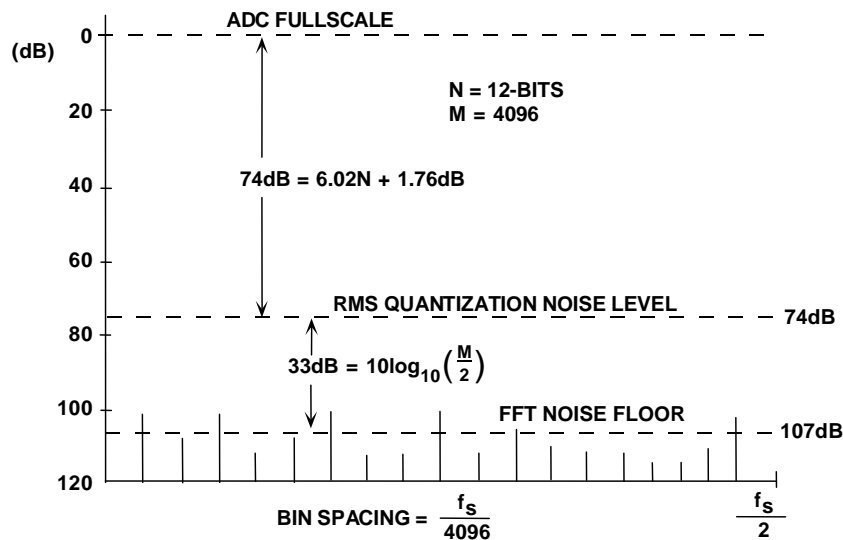 ADC FULLSCALE
0
(dB)
N = 12-BITS
M = 4096
20
74dB = 6.02N + 1.76dB
40
60
RMS QUANTIZATION NOISE LEVEL
74dB
80
33dB = 10log10(M/2)
100
FFT NOISE FLOOR
107dB
120
BIN SPACING = fs/4096
fs/2